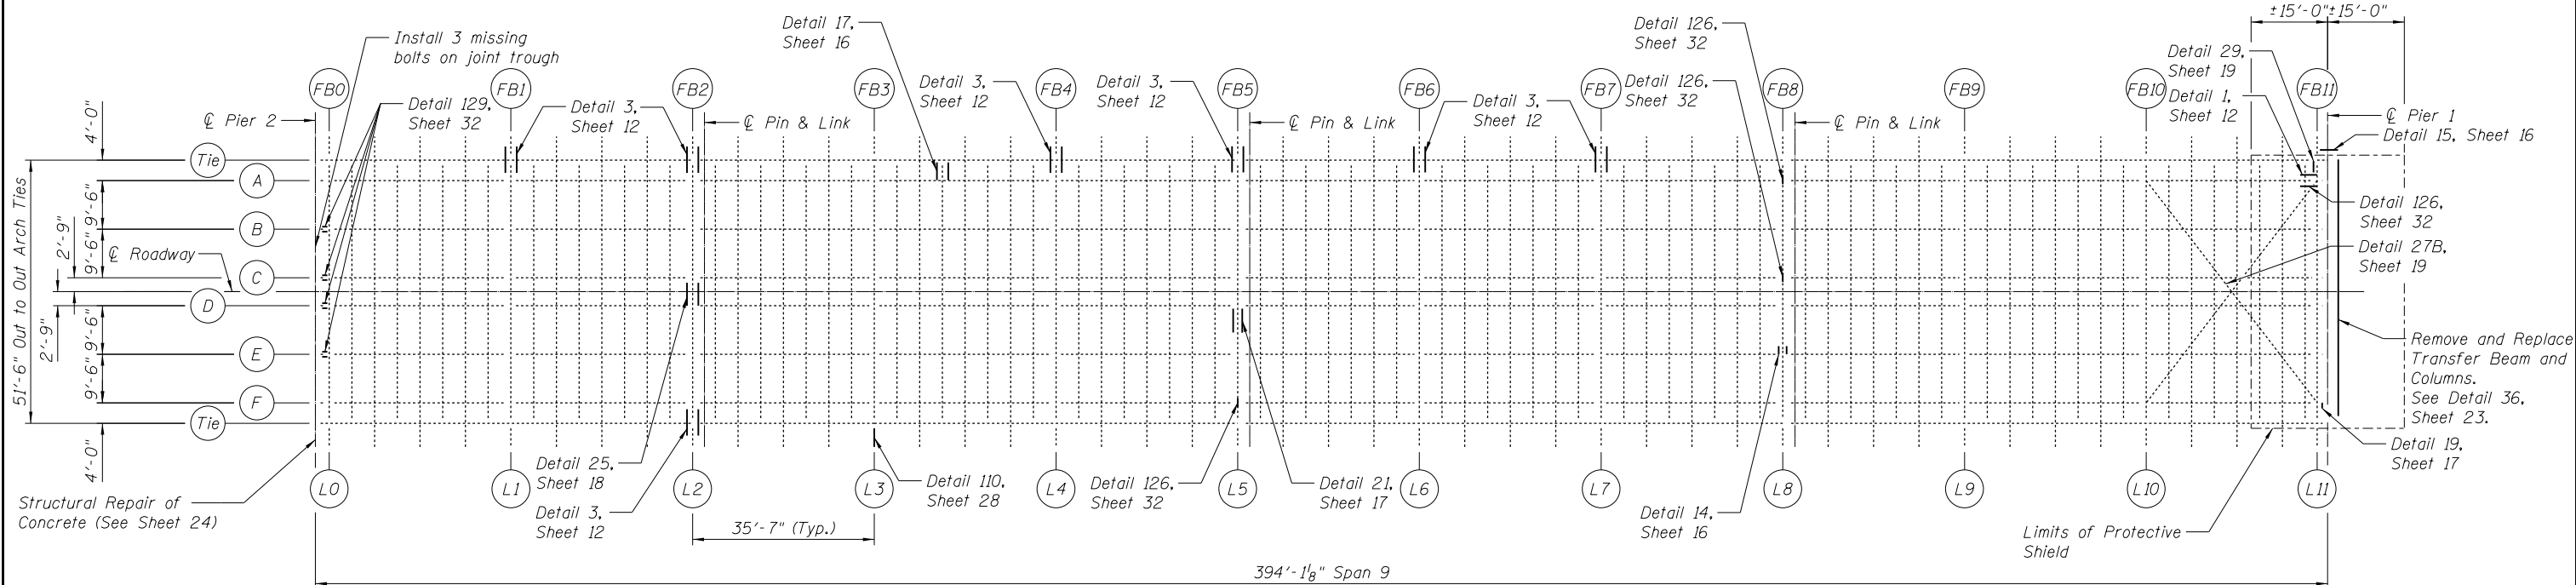 ±15'-0"
±15'-0"
Detail 17,
Sheet 16
Detail 126,
Sheet 32
Install 3 missing
bolts on joint trough
Detail 29,
Sheet 19
Detail 3,
Sheet 12
Detail 3,
Sheet 12
Detail 126,
Sheet 32
FB0
FB1
FB2
FB3
FB4
FB5
FB6
FB7
FB8
FB9
FB10
FB11
Detail 129,
Sheet 32
Detail 3,
Sheet 12
Detail 3,
Sheet 12
Detail 1,
Sheet 12
℄ Pier 2
℄ Pin & Link
℄ Pin & Link
℄ Pin & Link
℄ Pier 1
Detail 15, Sheet 16
4'-0"
Tie
A
9'-6"
B
9'-6"
2'-9"
℄ Roadway
C
D
2'-9"
9'-6"
E
9'-6"
F
Tie
4'-0"
51'-6" Out to Out Arch Ties
Detail 126,
Sheet 32
Detail 27B,
Sheet 19
Remove and Replace
Transfer Beam and
Columns.
See Detail 36,
Sheet 23.
Detail 19,
Sheet 17
Structural Repair of
Concrete (See Sheet 24)
L0
L1
L2
L3
L4
L5
L6
L7
L8
L9
L10
L11
Detail 25,
Sheet 18
Detail 3,
Sheet 12
Detail 110,
Sheet 28
Detail 126,
Sheet 32
Detail 21,
Sheet 17
Detail 14,
Sheet 16
Limits of Protective
Shield
35'-7" (Typ.)
394'-1⅛" Span 9